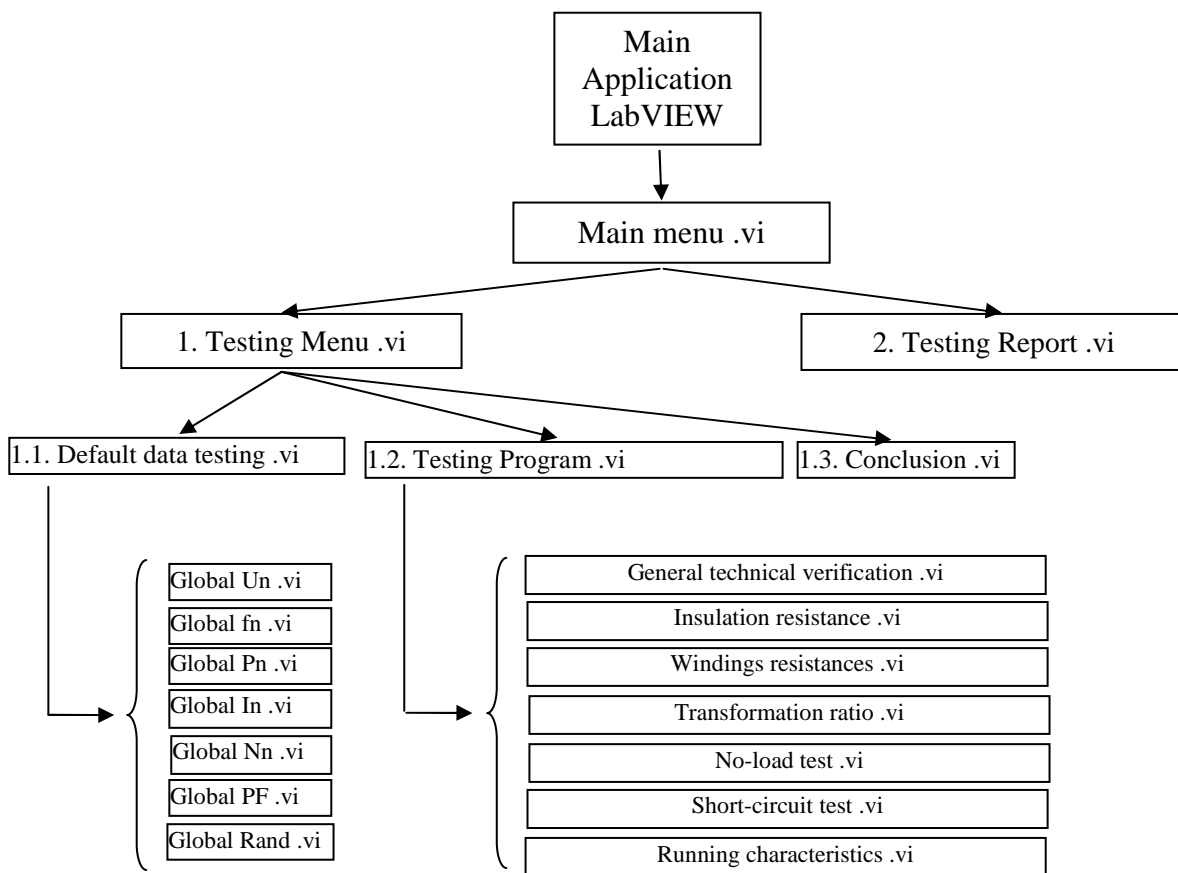 Main
Application
LabVIEW
Main menu .vi
1. Testing Menu .vi
2. Testing Report .vi
1.1. Default data testing .vi
1.2. Testing Program .vi
1.3. Conclusion .vi
Global Un .vi
Global fn .vi
Global Pn .vi
Global In .vi
Global Nn .vi
Global PF .vi
Global Rand .vi
General technical verification .vi
Insulation resistance .vi
Windings resistances .vi
Transformation ratio .vi
No-load test .vi
Short-circuit test .vi
Running characteristics .vi